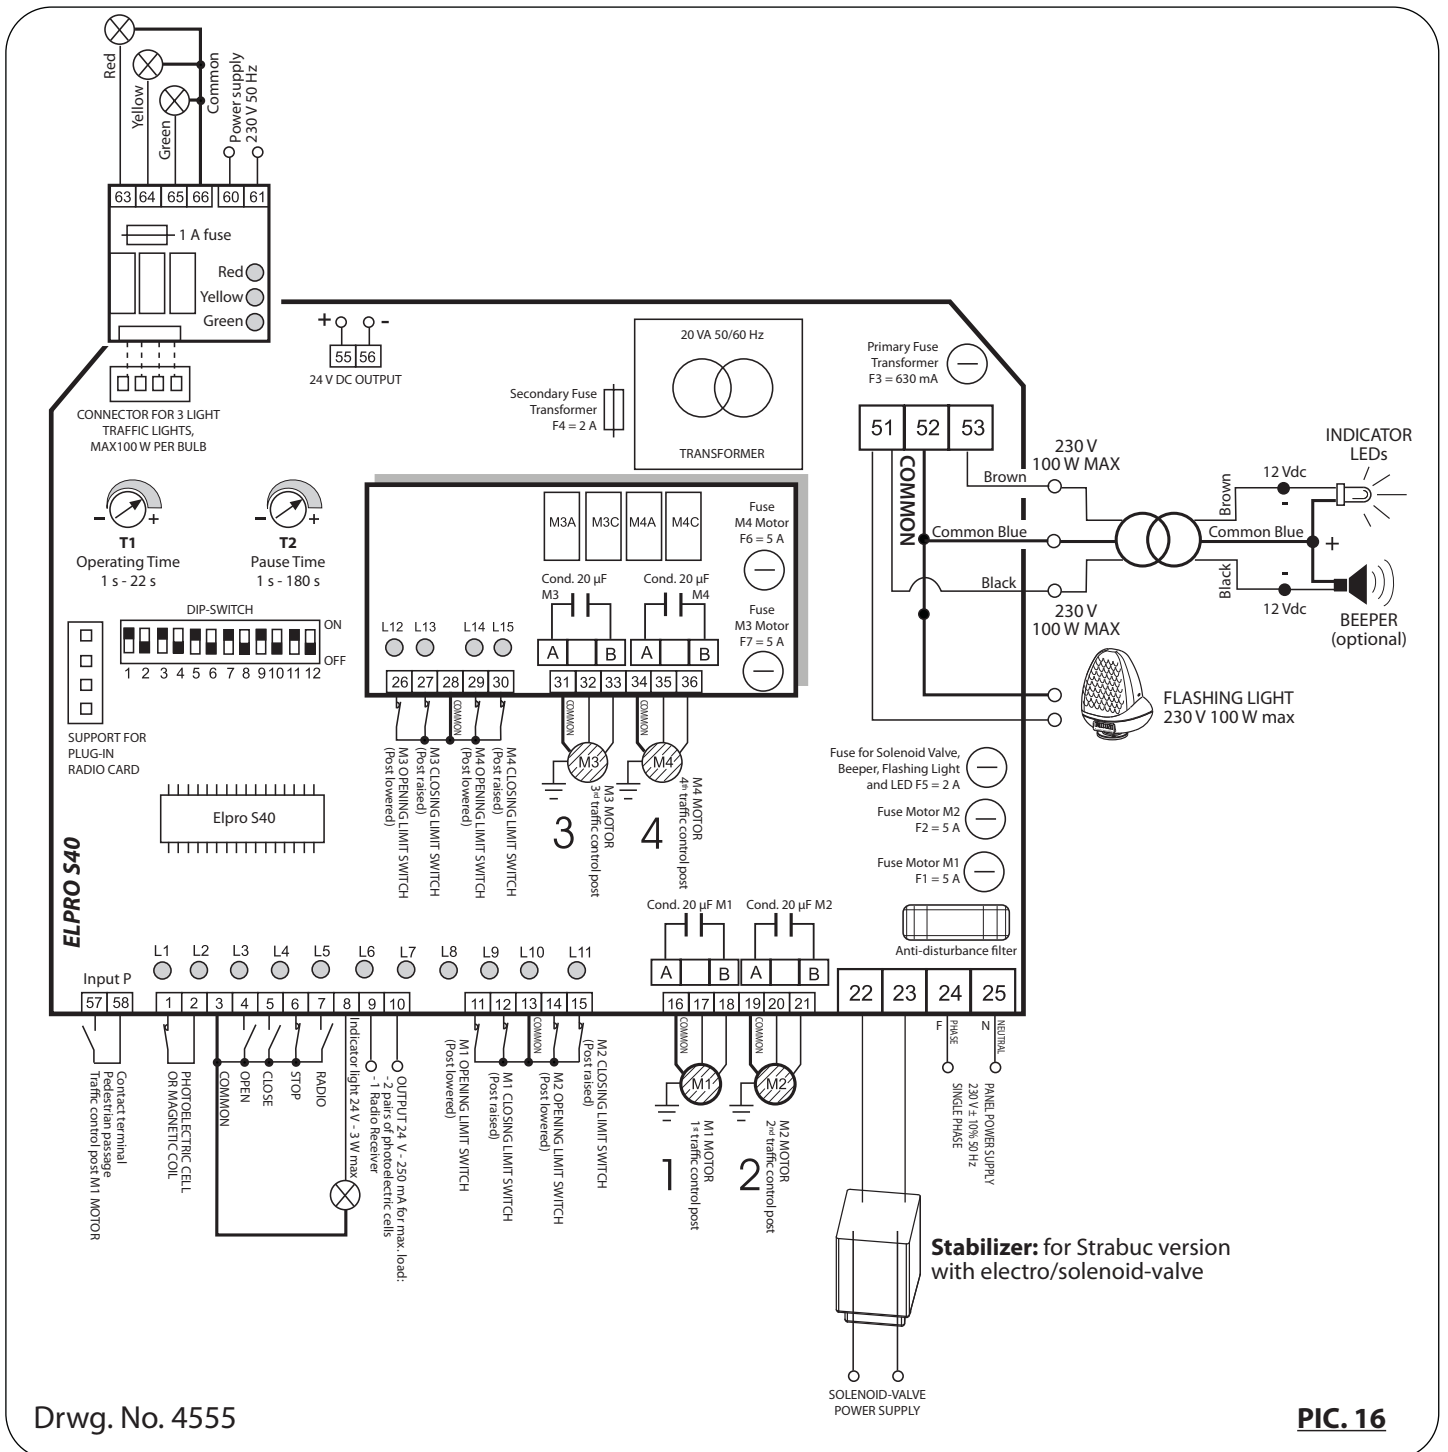 Red
Yellow
Green
Common
Power supply
230 V 50 Hz
63 64 65 66 60 61
1 A fuse
Red
Yellow
Green
+ -
55 56
24 V DC OUTPUT
CONNECTOR FOR 3 LIGHT
TRAFFIC LIGHTS,
MAX100 W PER BULB
Secondary Fuse
Transformer
F4 = 2 A
20 VA 50/60 Hz
TRANSFORMER
Primary Fuse
Transformer
F3 = 630 mA
51 52 53
COMMON
Brown
230 V
100 W MAX
Common Blue
Black
230 V
100 W MAX
Brown
12 Vdc
-
Common Blue
+
Black
-
12 Vdc
INDICATOR
LEDs
BEEPER
(optional)
FLASHING LIGHT
230 V 100 W max
- +
T1
Operating Time
1 s - 22 s
- +
T2
Pause Time
1 s - 180 s
DIP-SWITCH
ON
OFF
1 2 3 4 5 6 7 8 9 10 11 12
SUPPORT FOR
PLUG-IN
RADIO CARD
M3A M3C M4A M4C
Fuse
M4 Motor
F6 = 5 A
Cond. 20 µF
M3
Cond. 20 µF
M4
Fuse
M3 Motor
F7 = 5 A
L12 L13 L14 L15
A B A B
26 27 28 29 30
31 32 33 34 35 36
COMMON
COMMON
COMMON
M3 OPENING LIMIT SWITCH
(Post lowered)
M3 CLOSING LIMIT SWITCH
(Post raised)
M4 OPENING LIMIT SWITCH
(Post lowered)
M4 CLOSING LIMIT SWITCH
(Post raised)
M3
M3 MOTOR
3rd traffic control post
3
M4
M4 MOTOR
4th traffic control post
4
Elpro S40
ELPRO S40
Fuse for Solenoid Valve,
Beeper, Flashing Light
and LED F5 = 2 A
Fuse Motor M2
F2 = 5 A
Fuse Motor M1
F1 = 5 A
Anti-disturbance filter
Cond. 20 µF M1
Cond. 20 µF M2
A B A B
L1 L2 L3 L4 L5 L6 L7 L8 L9 L10 L11
Input P
57 58
1 2 3 4 5 6 7 8 9 10
11 12 13 14 15
16 17 18 19 20 21
22 23 24 25
Contact terminal
Pedestrian passage
Traffic control post M1 MOTOR
PHOTOELECTRIC CELL
OR MAGNETIC COIL
COMMON
OPEN
CLOSE
STOP
RADIO
Indicator light 24 V - 3 W max
OUTPUT 24 V - 250 mA for max. load:
- 2 pairs of photoelectric cells
- 1 Radio Receiver
COMMON
M1 OPENING LIMIT SWITCH
(Post lowered)
M1 CLOSING LIMIT SWITCH
(Post raised)
M2 OPENING LIMIT SWITCH
(Post lowered)
M2 CLOSING LIMIT SWITCH
(Post raised)
COMMON
M1
M1 MOTOR
1st traffic control post
1
COMMON
M2
M2 MOTOR
2nd traffic control post
2
F
PHASE
N
NEUTRAL
PANEL POWER SUPPLY
230 V ± 10% 50 Hz
SINGLE PHASE
Stabilizer: for Strabuc version
with electro/solenoid-valve
SOLENOID-VALVE
POWER SUPPLY
Drwg. No. 4555
PIC. 16